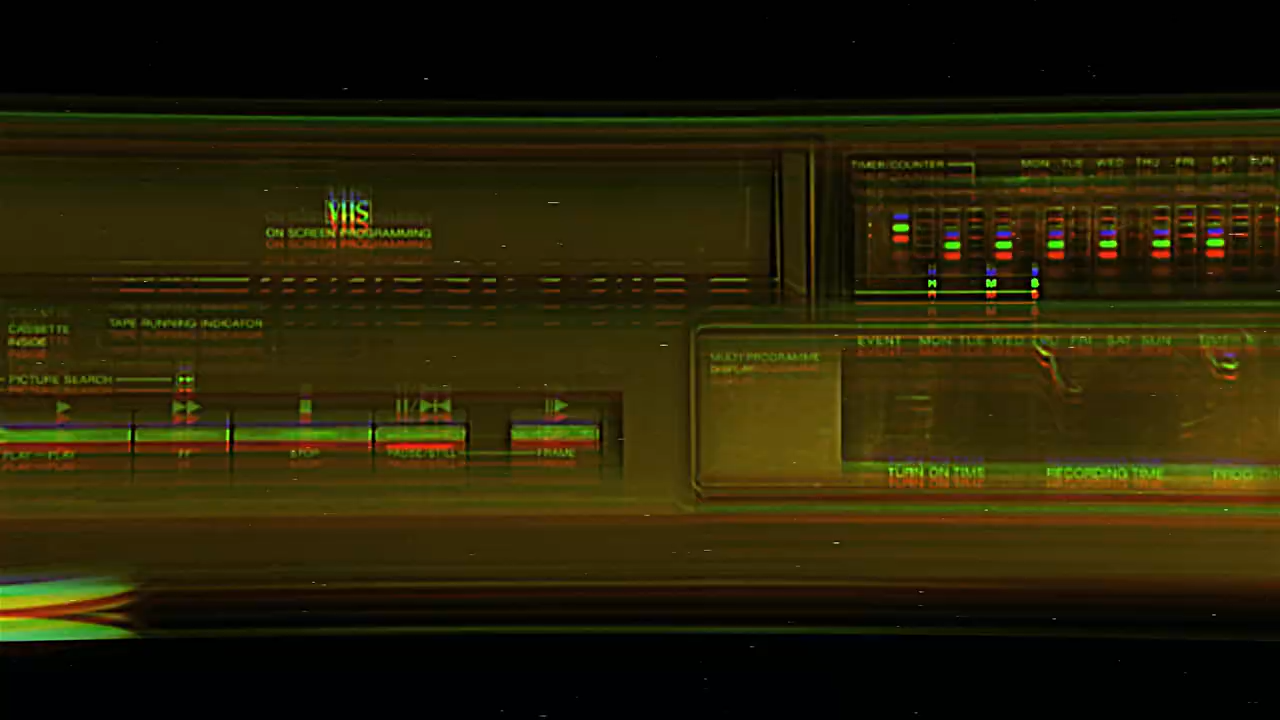 VHS
ON SCREEN PROGRAMMING
TIMER/COUNTER
MON TUE WED THU FRI SAT SUN
H M S
CASSETTE
INSIDE
TAPE RUNNING INDICATOR
PICTURE SEARCH
PLAY
FF
STOP
PAUSE/STILL
FRAME
MULTI PROGRAMME
DISPLAY
EVENT MON TUE WED THU FRI SAT SUN
TURN ON TIME RECORDING TIME